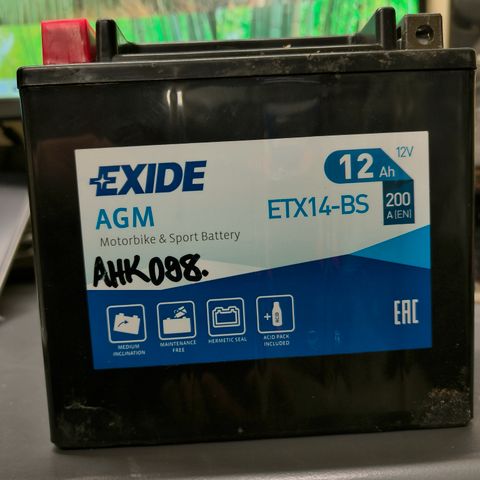 EXIDE
12 Ah
12V
AGM
ETX14-BS
200
A (EN)
Motorbike & Sport Battery
AHK098.
MEDIUM
INCLINATION
MAINTENANCE
FREE
HERMETIC SEAL
ACID PACK
INCLUDED
EAC